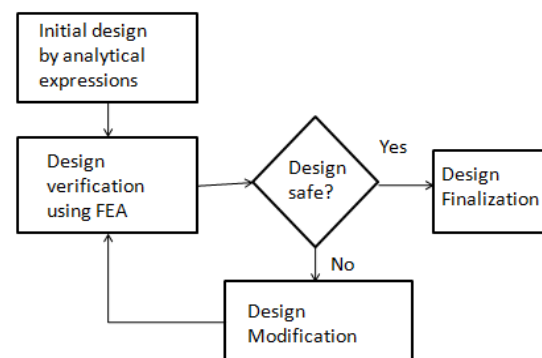 Initial design
by analytical
expressions
Design
verification
using FEA
Design
safe?
Yes
Design
Finalization
No
Design
Modification